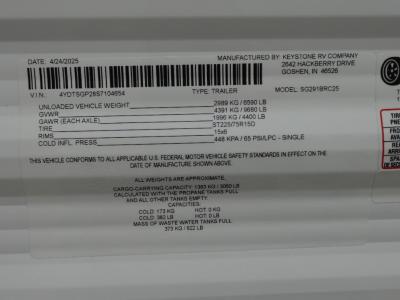 MANUFACTURED BY: KEYSTONE RV COMPANY
DATE: 4/24/2025
2642 HACKBERRY DRIVE
GOSHEN, IN 46526
V.I.N. 4YDTSGP28S7104654 TYPE: TRAILER MODEL: SG291BRC25
UNLOADED VEHICLE WEIGHT 2989 KG / 6590 LB
GVWR 4391 KG / 9680 LB
GAWR (EACH AXLE) 1996 KG / 4400 LB
TIRE ST225/75R15D
RIMS 15x6
COLD INFL. PRESS 448 KPA / 65 PSI/LPC - SINGLE
THIS VEHICLE CONFORMS TO ALL APPLICABLE U.S. FEDERAL MOTOR VEHICLE SAFETY STANDARDS IN EFFECT ON THE
DATE OF MANUFACTURE SHOWN ABOVE.
ALL WEIGHTS ARE APPROXIMATE.
CARGO-CARRYING CAPACITY: 1383 KG / 3050 LB
CALCULATED WITH THE PROPANE TANKS FULL
AND ALL OTHER TANKS EMPTY.
CAPACITIES
COLD: 173 KG HOT: 0 KG
COLD: 382 LB HOT: 0 LB
MASS OF WASTE WATER TANKS FULL
373 KG / 822 LB